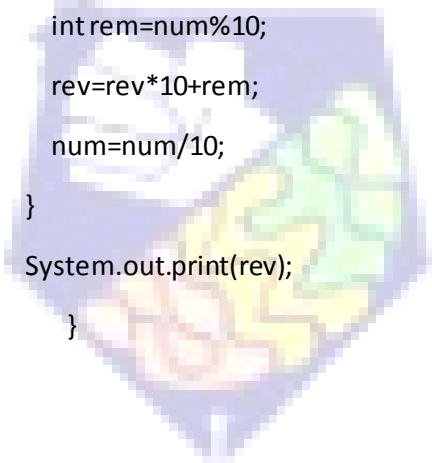 int rem=num%10;
rev=rev*10+rem;
num=num/10;
}
System.out.print(rev);
}